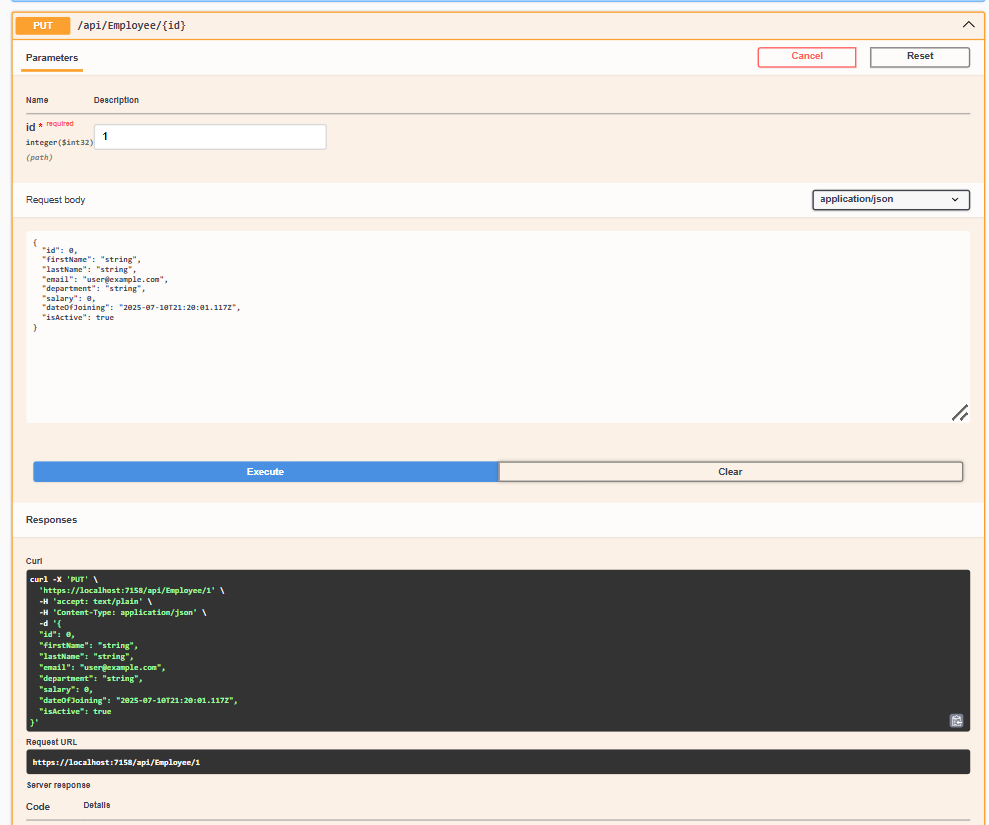 PUT /api/Employee/{id}
Parameters Cancel Reset
Name Description
id * required
integer($int32) 1
(path)
Request body application/json
{
"id": 0,
"firstName": "string",
"lastName": "string",
"email": "user@example.com",
"department": "string",
"salary": 0,
"dateOfJoining": "2025-07-10T21:20:01.117Z",
"isActive": true
}
Execute Clear
Responses
Curl
curl -X 'PUT' \
'https://localhost:7158/api/Employee/1' \
-H 'accept: text/plain' \
-H 'Content-Type: application/json' \
-d '{
"id": 0,
"firstName": "string",
"lastName": "string",
"email": "user@example.com",
"department": "string",
"salary": 0,
"dateOfJoining": "2025-07-10T21:20:01.117Z",
"isActive": true
}'
Request URL
https://localhost:7158/api/Employee/1
Server response
Code Details